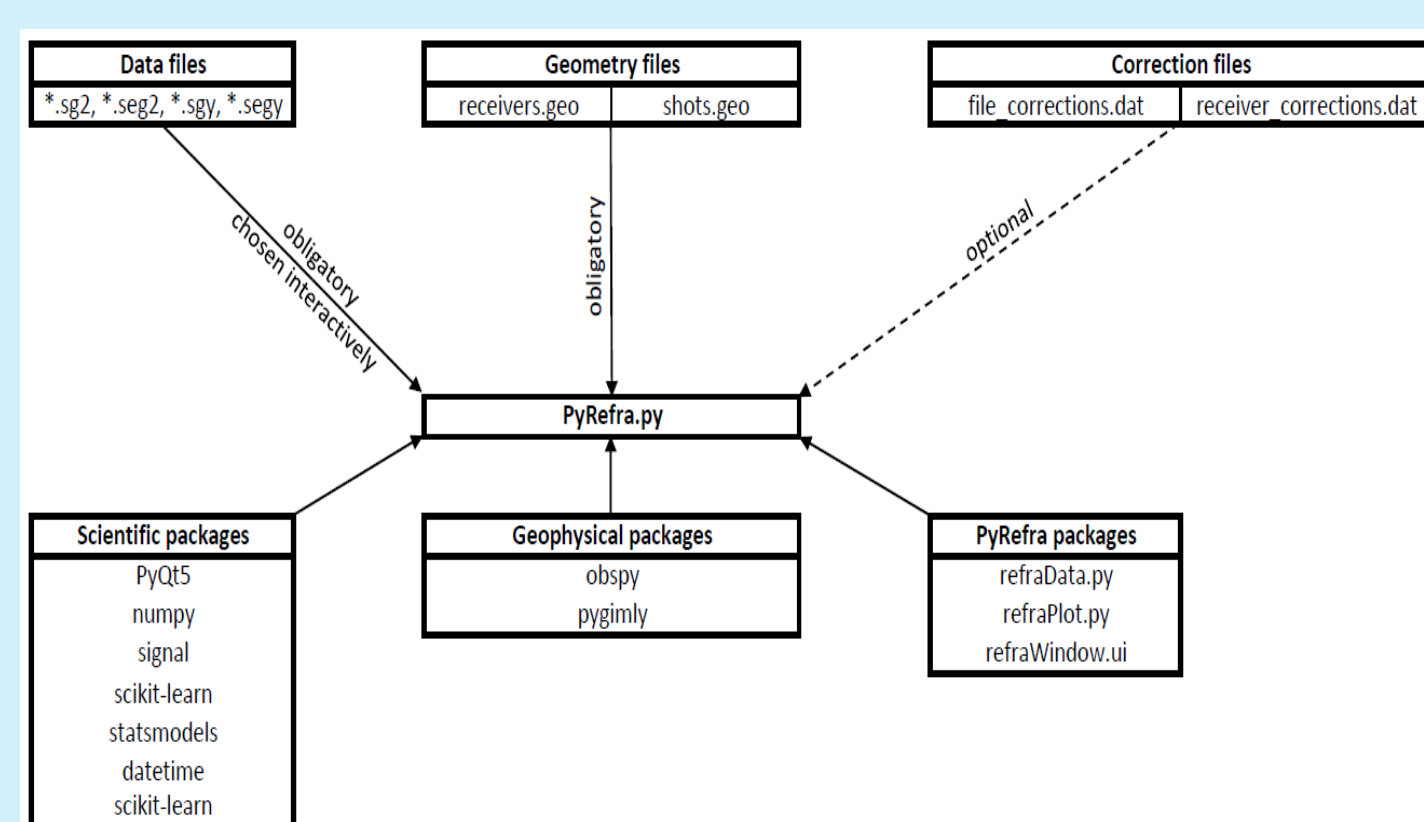 Data files
*.sg2, *.seg2, *.sgy, *.segy
Geometry files
receivers.geo shots.geo
Correction files
file_corrections.dat receiver_corrections.dat
obligatory
chosen interactively
obligatory
optional
PyRefra.py
Scientific packages
PyQt5
numpy
signal
scikit-learn
statsmodels
datetime
scikit-learn
Geophysical packages
obspy
pygimly
PyRefra packages
refraData.py
refraPlot.py
refraWindow.ui